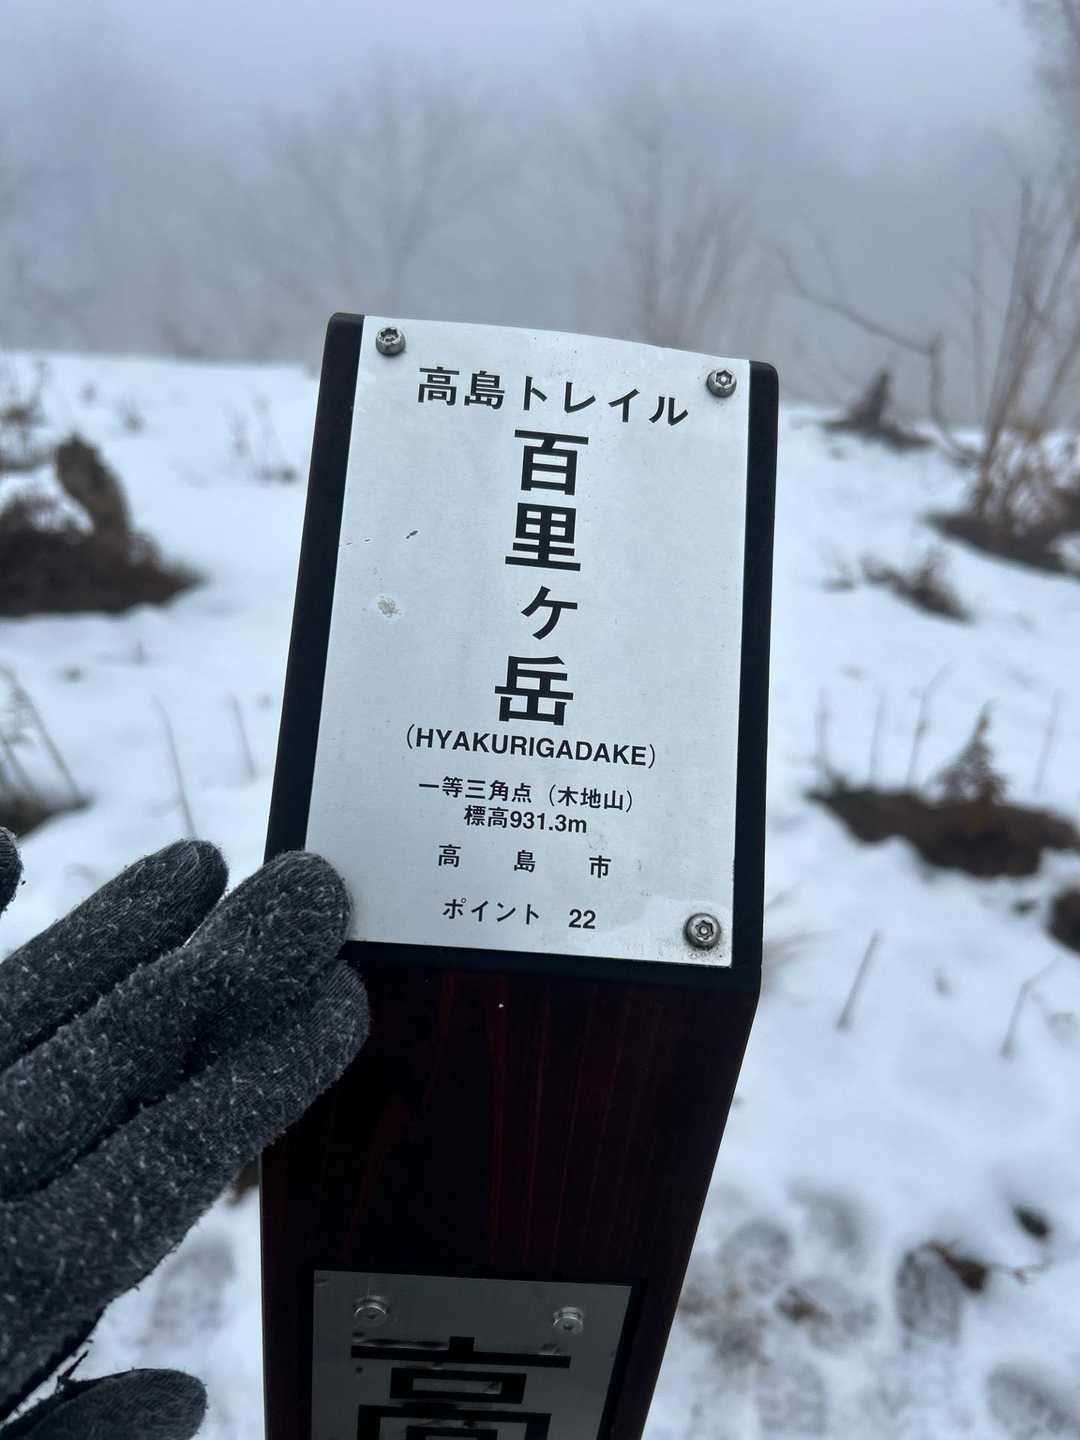 高島トレイル
百里ヶ岳
（HYAKURIGADAKE）
一等三角点（木地山）
標高931.3m
高島市
ポイント 22
高